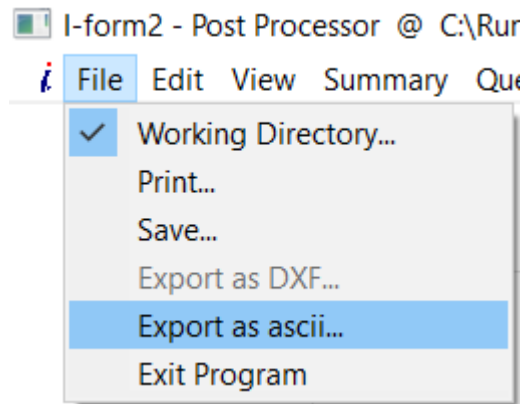 I-form2 - Post Processor @ C:\Run
i File Edit View Summary Que
Working Directory...
Print...
Save...
Export as DXF...
Export as ascii...
Exit Program